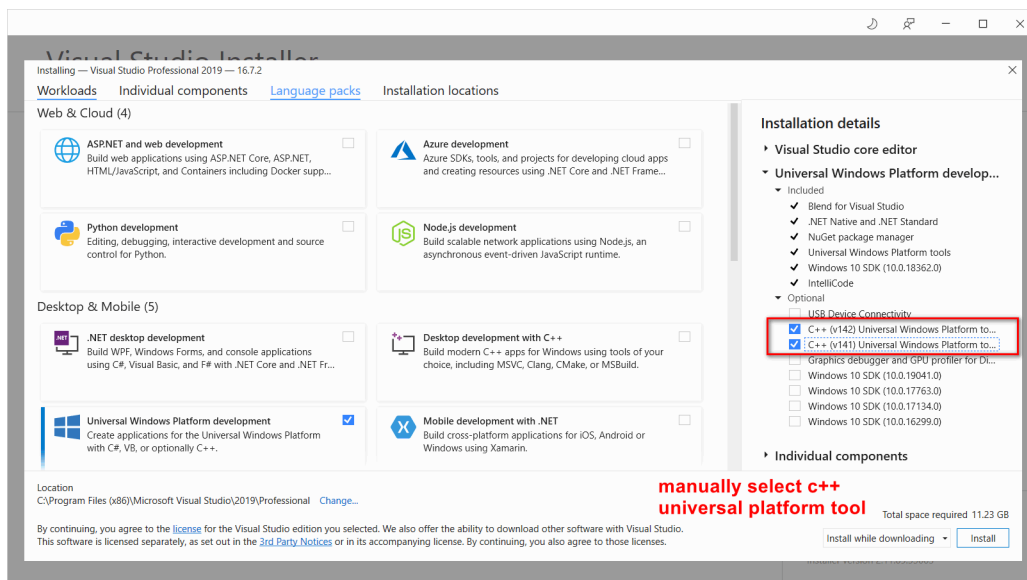 Visual Studio Installer
Installing — Visual Studio Professional 2019 — 16.7.2
Workloads Individual components Language packs Installation locations
Web & Cloud (4)
ASP.NET and web development
Build web applications using ASP.NET Core, ASP.NET,
HTML/JavaScript, and Containers including Docker supp...
Azure development
Azure SDKs, tools, and projects for developing cloud apps
and creating resources using .NET Core and .NET Frame...
Python development
Editing, debugging, interactive development and source
control for Python.
Node.js development
Build scalable network applications using Node.js, an
asynchronous event-driven JavaScript runtime.
Desktop & Mobile (5)
.NET
.NET desktop development
Build WPF, Windows Forms, and console applications
using C#, Visual Basic, and F# with .NET Core and .NET Fr...
Desktop development with C++
Build modern C++ apps for Windows using tools of your
choice, including MSVC, Clang, CMake, or MSBuild.
Universal Windows Platform development
Create applications for the Universal Windows Platform
with C#, VB, or optionally C++.
Mobile development with .NET
Build cross-platform applications for iOS, Android or
Windows using Xamarin.
Installation details
Visual Studio core editor
Universal Windows Platform develop...
Included
Blend for Visual Studio
.NET Native and .NET Standard
NuGet package manager
Universal Windows Platform tools
Windows 10 SDK (10.0.18362.0)
IntelliCode
Optional
USB Device Connectivity
C++ (v142) Universal Windows Platform to...
C++ (v141) Universal Windows Platform to...
Graphics debugger and GPU profiler for Di...
Windows 10 SDK (10.0.19041.0)
Windows 10 SDK (10.0.17763.0)
Windows 10 SDK (10.0.17134.0)
Windows 10 SDK (10.0.16299.0)
Individual components
Location
C:\Program Files (x86)\Microsoft Visual Studio\2019\Professional Change...
By continuing, you agree to the license for the Visual Studio edition you selected. We also offer the ability to download other software with Visual Studio.
This software is licensed separately, as set out in the 3rd Party Notices or in its accompanying license. By continuing, you also agree to those licenses.
manually select c++
universal platform tool
Total space required 11.23 GB
Install while downloading Install